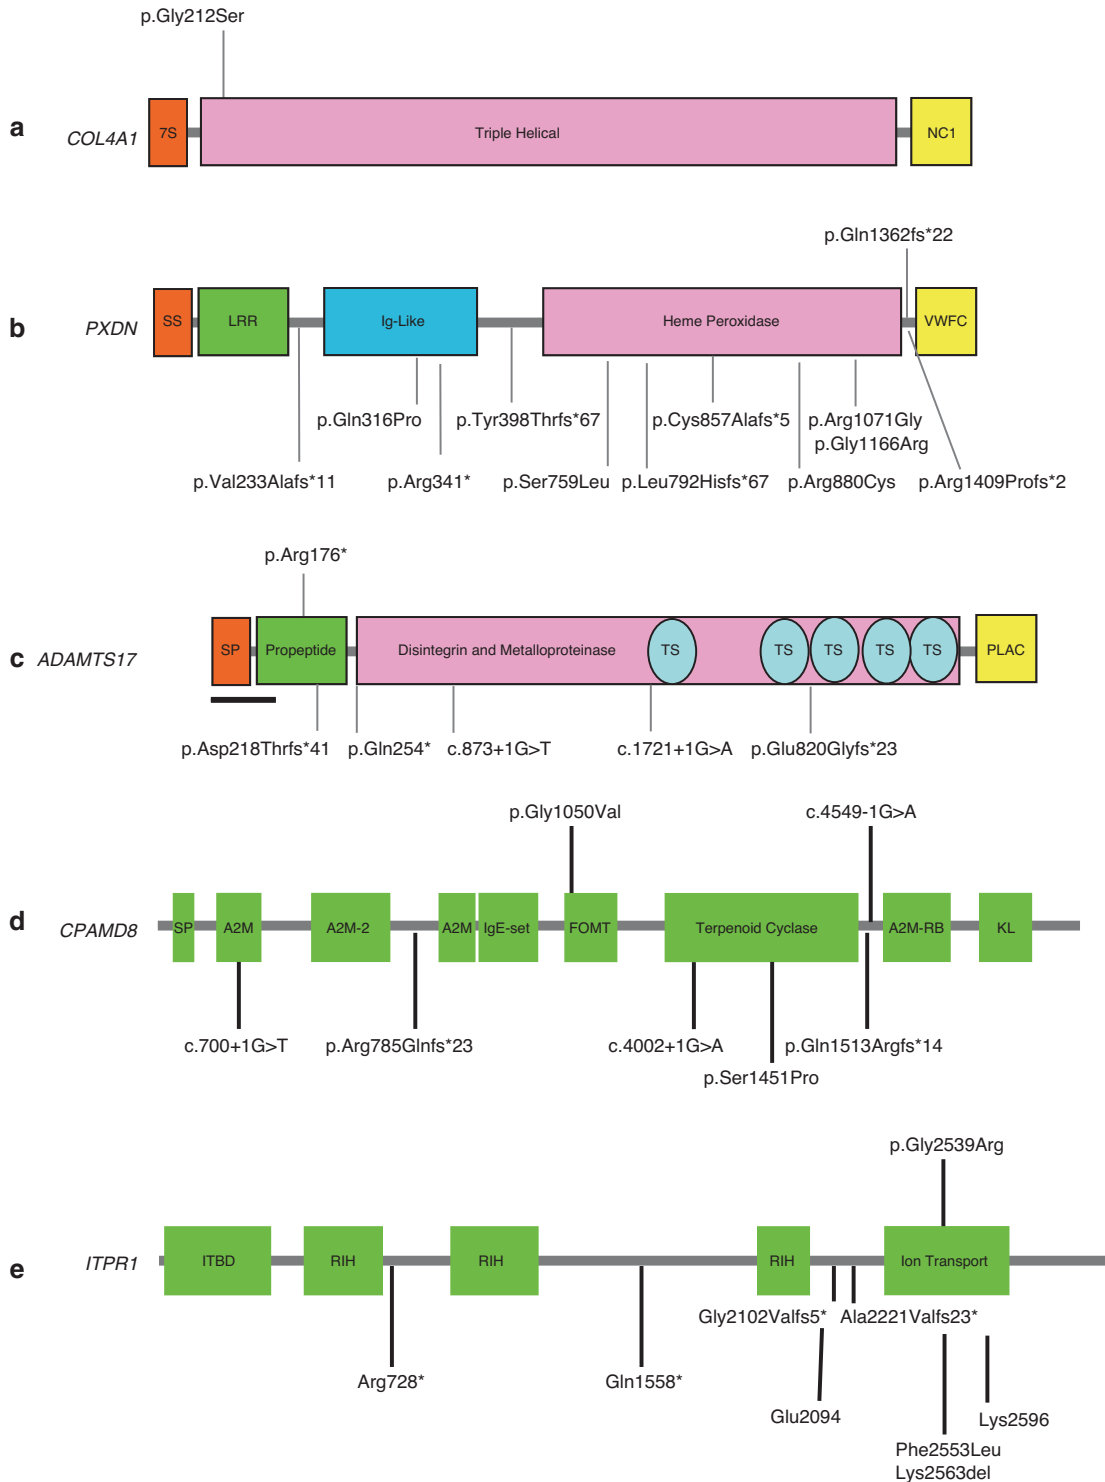 p.Gly212Ser
a
COL4A1
7S
Triple Helical
NC1
p.Gln1362fs*22
b
PXDN
SS
LRR
Ig-Like
Heme Peroxidase
VWFC
p.Gln316Pro
p.Tyr398Thrfs*67
p.Cys857Alafs*5
p.Arg1071Gly
p.Gly1166Arg
p.Val233Alafs*11
p.Arg341*
p.Ser759Leu
p.Leu792Hisfs*67
p.Arg880Cys
p.Arg1409Profs*2
p.Arg176*
c
ADAMTS17
SP
Propeptide
Disintegrin and Metalloproteinase
TS
TS
TS
TS
TS
PLAC
p.Asp218Thrfs*41
p.Gln254*
c.873+1G>T
c.1721+1G>A
p.Glu820Glyfs*23
p.Gly1050Val
c.4549-1G>A
d
CPAMD8
SP
A2M
A2M-2
A2M
IgE-set
FOMT
Terpenoid Cyclase
A2M-RB
KL
c.700+1G>T
p.Arg785Glnfs*23
c.4002+1G>A
p.Gln1513Argfs*14
p.Ser1451Pro
p.Gly2539Arg
e
ITPR1
ITBD
RIH
RIH
RIH
Ion Transport
Gly2102Valfs5*
Ala2221Valfs23*
Arg728*
Gln1558*
Glu2094
Lys2596
Phe2553Leu
Lys2563del